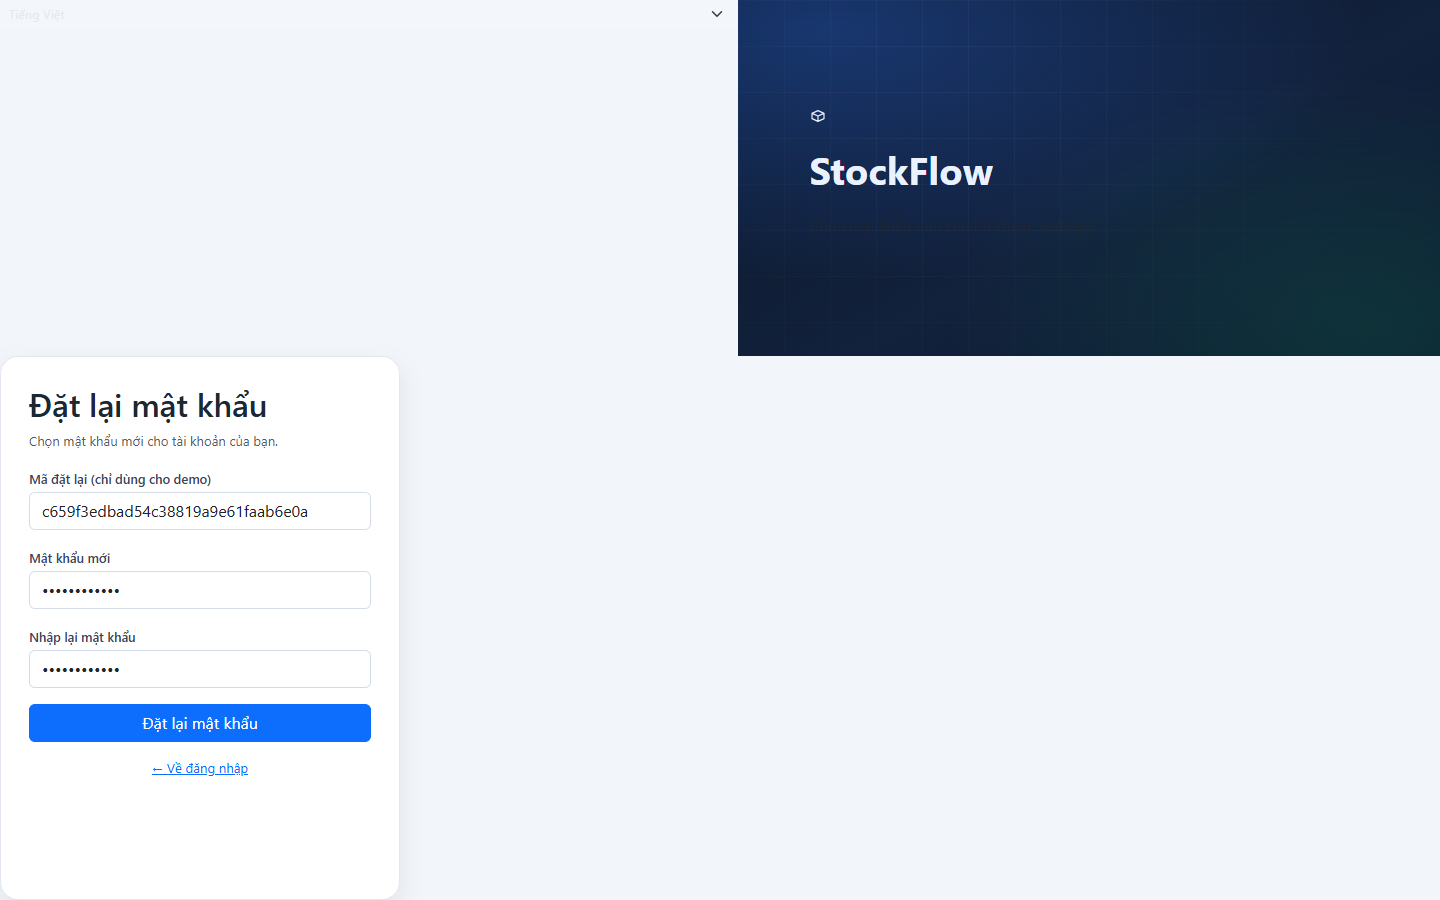 Tiếng Việt
StockFlow
Đặt lại mật khẩu
Chọn mật khẩu mới cho tài khoản của bạn.
Mã đặt lại (chỉ dùng cho demo)
c659f3edbad54c38819a9e61faab6e0a
Mật khẩu mới
••••••••••••
Nhập lại mật khẩu
••••••••••••
Đặt lại mật khẩu
← Về đăng nhập